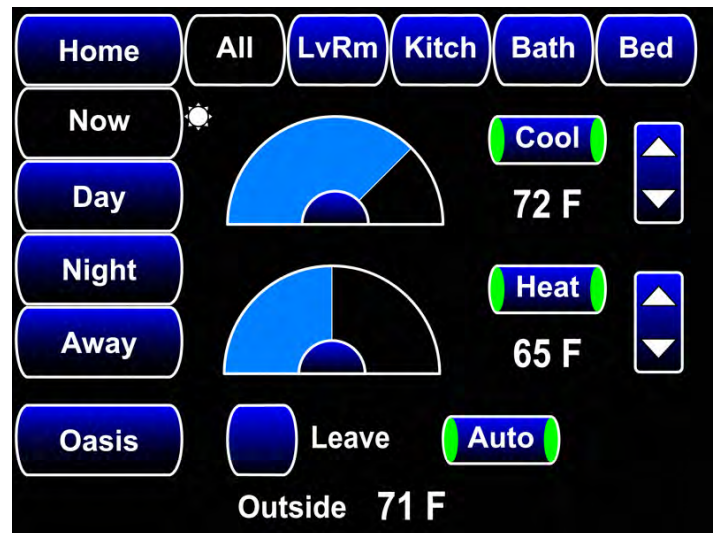 Home All LvRm Kitch Bath Bed
Now
Cool
Day
72 F
Night
Heat
Away
65 F
Oasis
Leave
Auto
Outside 71 F